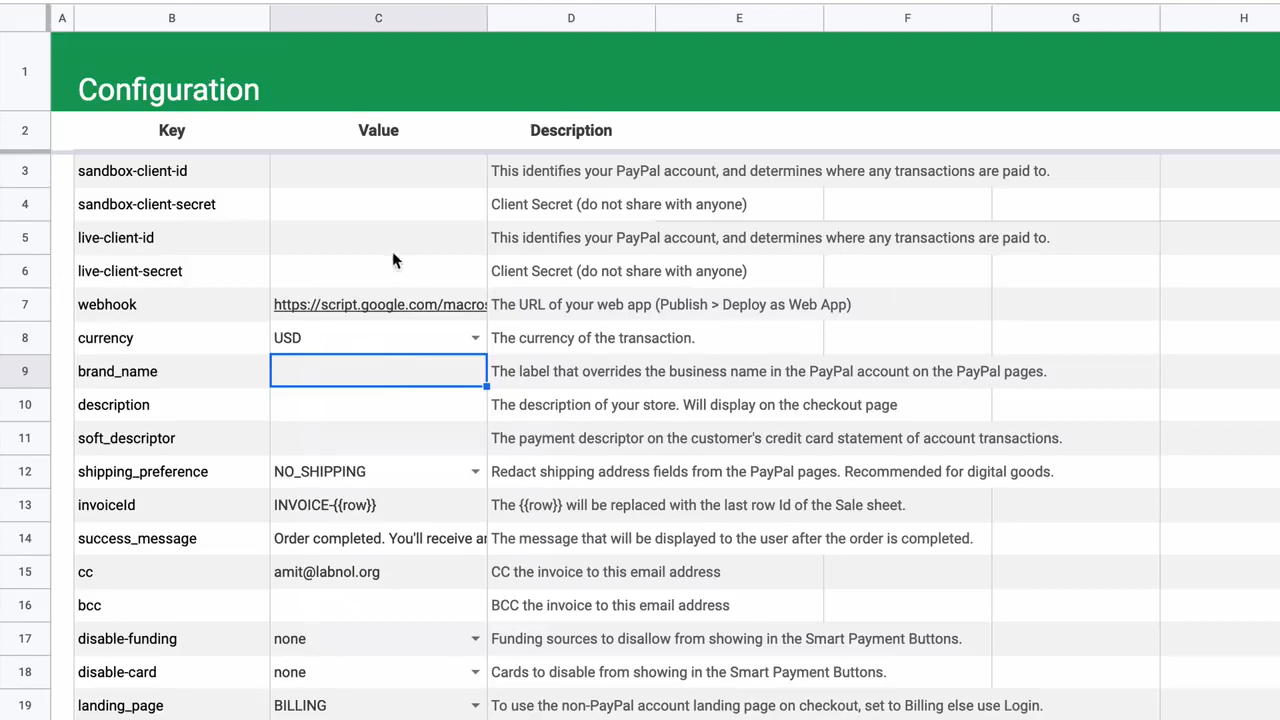 A B C D E F G H
1 Configuration
2 Key Value Description
3 sandbox-client-id This identifies your PayPal account, and determines where any transactions are paid to.
4 sandbox-client-secret Client Secret (do not share with anyone)
5 live-client-id This identifies your PayPal account, and determines where any transactions are paid to.
6 live-client-secret Client Secret (do not share with anyone)
7 webhook https://script.google.com/macros The URL of your web app (Publish > Deploy as Web App)
8 currency USD The currency of the transaction.
9 brand_name The label that overrides the business name in the PayPal account on the PayPal pages.
10 description The description of your store. Will display on the checkout page
11 soft_descriptor The payment descriptor on the customer's credit card statement of account transactions.
12 shipping_preference NO_SHIPPING Redact shipping address fields from the PayPal pages. Recommended for digital goods.
13 invoiceId INVOICE-{{row}} The {{row}} will be replaced with the last row Id of the Sale sheet.
14 success_message Order completed. You'll receive The message that will be displayed to the user after the order is completed.
15 cc amit@labnol.org CC the invoice to this email address
16 bcc BCC the invoice to this email address
17 disable-funding none Funding sources to disallow from showing in the Smart Payment Buttons.
18 disable-card none Cards to disable from showing in the Smart Payment Buttons.
19 landing_page BILLING To use the non-PayPal account landing page on checkout, set to Billing else use Login.